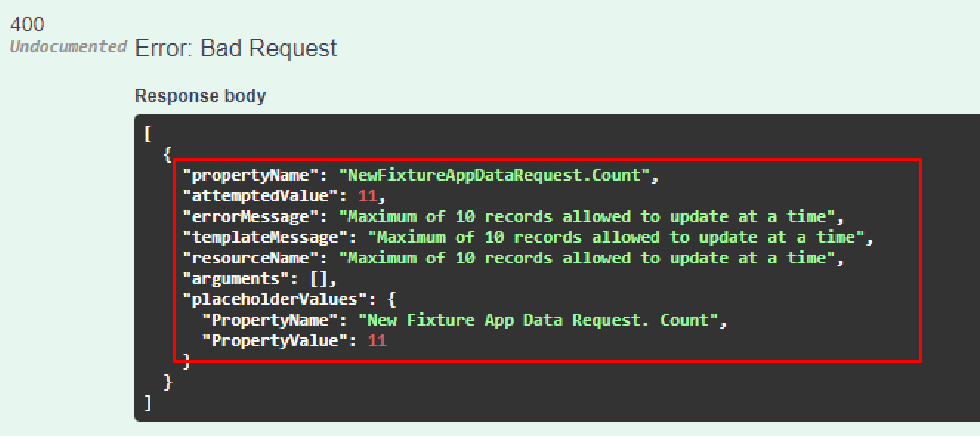 400
Undocumented Error: Bad Request
Response body
[
  {
    "propertyName": "NewFixtureAppDataRequest.Count",
    "attemptedValue": 11,
    "errorMessage": "Maximum of 10 records allowed to update at a time",
    "templateMessage": "Maximum of 10 records allowed to update at a time",
    "resourceName": "Maximum of 10 records allowed to update at a time",
    "arguments": [],
    "placeholderValues": {
      "PropertyName": "New Fixture App Data Request. Count",
      "PropertyValue": 11
    }
  }
]